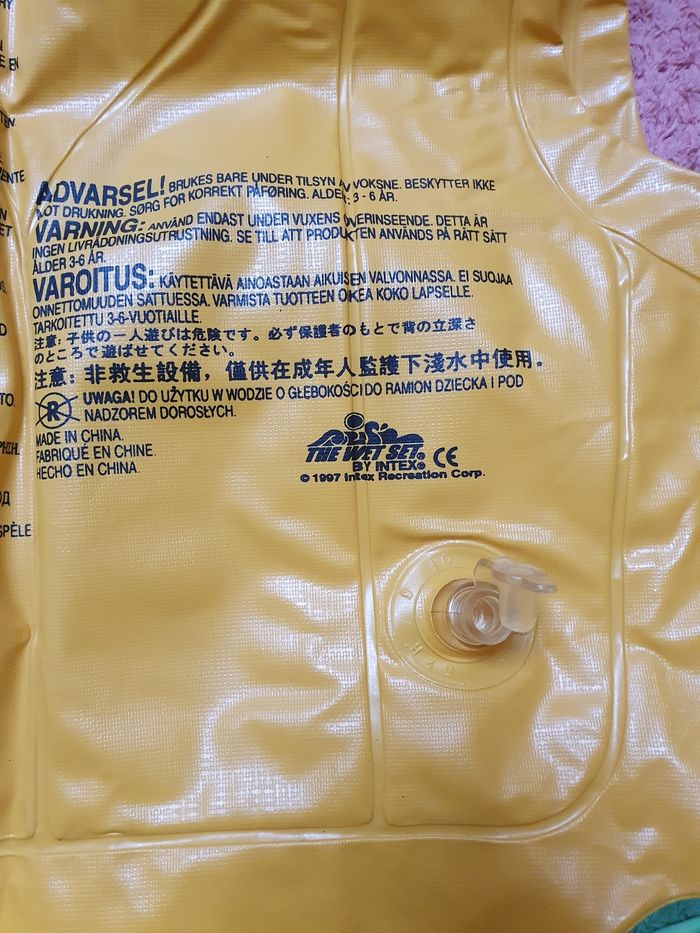 ADVARSEL! BRUKES BARE UNDER TILSYN AV VOKSNE. BESKYTTER IKKE
MOT DRUKNING. SØRG FOR KORREKT PÅFØRING. ALDER: 3 - 6 ÅR.
VARNING: ANVÄND ENDAST UNDER VUXENS ÖVERINSEENDE. DETTA ÄR
INGEN LIVRÄDDNINGSUTRUSTNING. SE TILL ATT PRODUKTEN ANVÄNDS PÅ RÄTT SÄTT
ÅLDER 3-6 ÅR.
VAROITUS: KÄYTETTÄVÄ AINOASTAAN AIKUISEN VALVONNASSA. EI SUOJAA
ONNETTOMUUDEN SATTUESSA. VARMISTA TUOTTEEN OIKEA KOKO LAPSELLE.
TARKOITETTU 3-6-VUOTIAILLE.
注意: 子供の一人遊びは危険です。必ず保護者のもとで背の立深さ
のところで遊ばせてください。
注意: 非救生設備，僅供在成年人監護下淺水中使用．
R UWAGA! DO UŻYTKU W WODZIE O GŁĘBOKOŚCI DO RAMION DZIECKA I POD
NADZOREM DOROSŁYCH.
MADE IN CHINA.
FABRIQUÉ EN CHINE.
HECHO EN CHINA.
THE WET SET®
BY INTEX® CE
© 1997 Intex Recreation Corp.